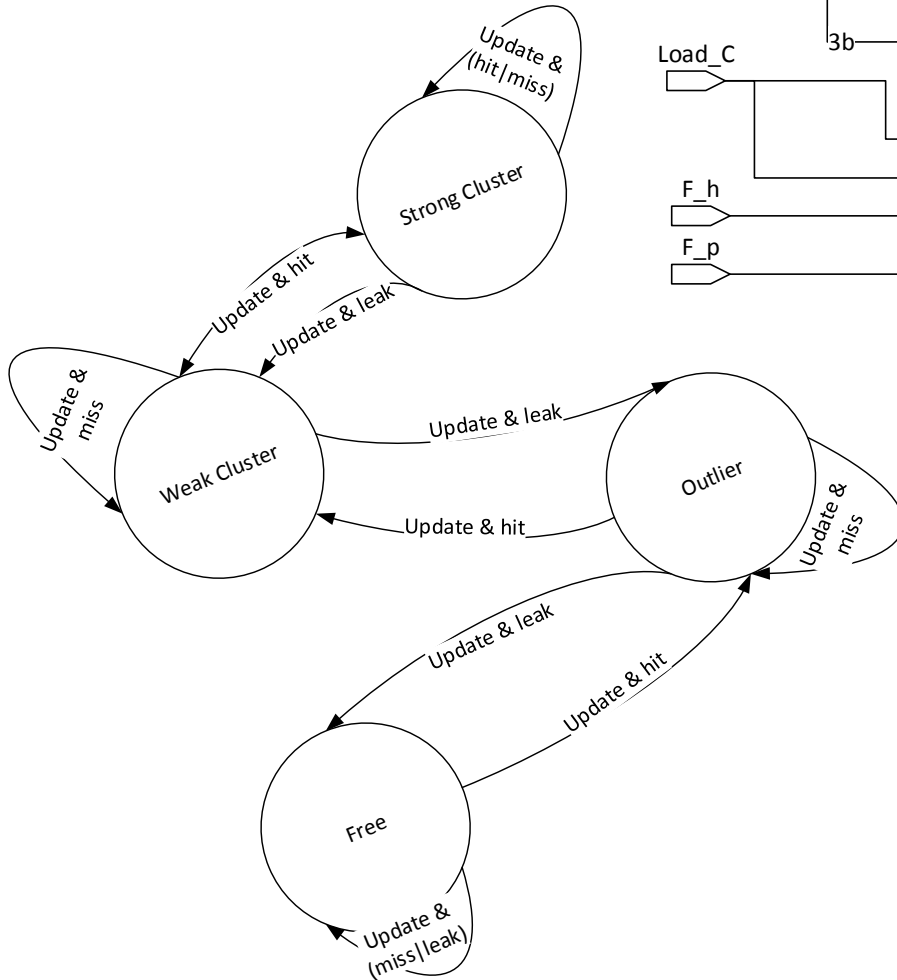 Update &
(hit|miss)
3b
Load_C
Strong Cluster
F_h
F_p
Update & hit
Update & leak
Update &
miss
Weak Cluster
Update & leak
Outlier
Update &
miss
Update & hit
Update & leak
Update & hit
Free
Update &
(miss|leak)